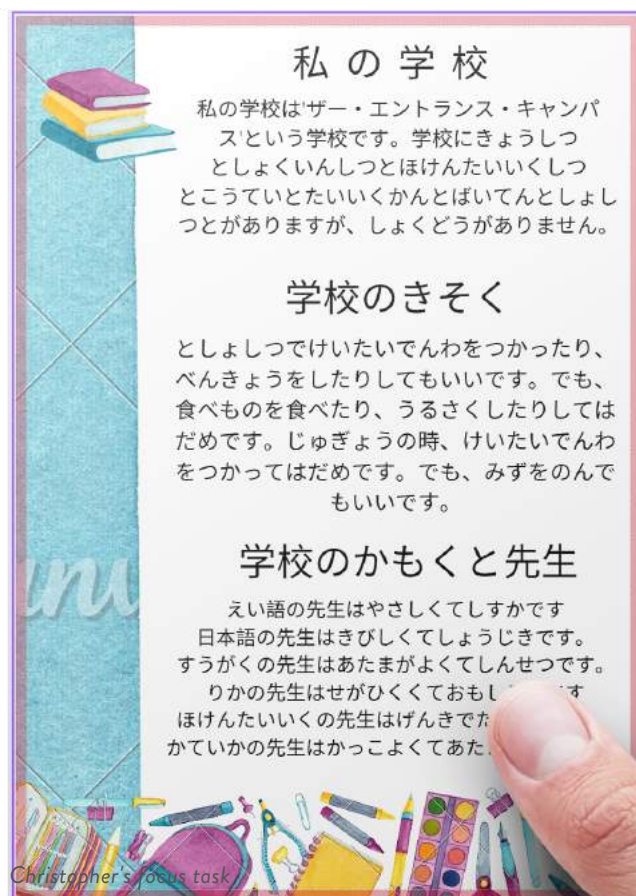 私の学校
私の学校は'ザー・エントランス・キャンパ
ス'という学校です。学校にきょうしつ
としょくいんしつとほけんたいいくしつ
とこうていとたいいくかんとばいてんとしょし
つとがありますが、しょくどうがありません。
学校のきそく
としょしつでけいたいでんわをつかったり、
べんきょうをしたりしてもいいです。でも、
食べものを食べたり、うるさくしたりしては
だめです。じゅぎょうの時、けいたいでんわ
をつかってはだめです。でも、みずをのんで
もいいです。
学校のかもくと先生
えい語の先生はやさしくてしすかです
日本語の先生はきびしくてしょうじきです。
すうがくの先生はあたまがよくてしんせつです。
りかの先生はせがひくくておもし
ほけんたいいくの先生はげんきで
かていかの先生はかっこよくてあた
Christopher's focus task